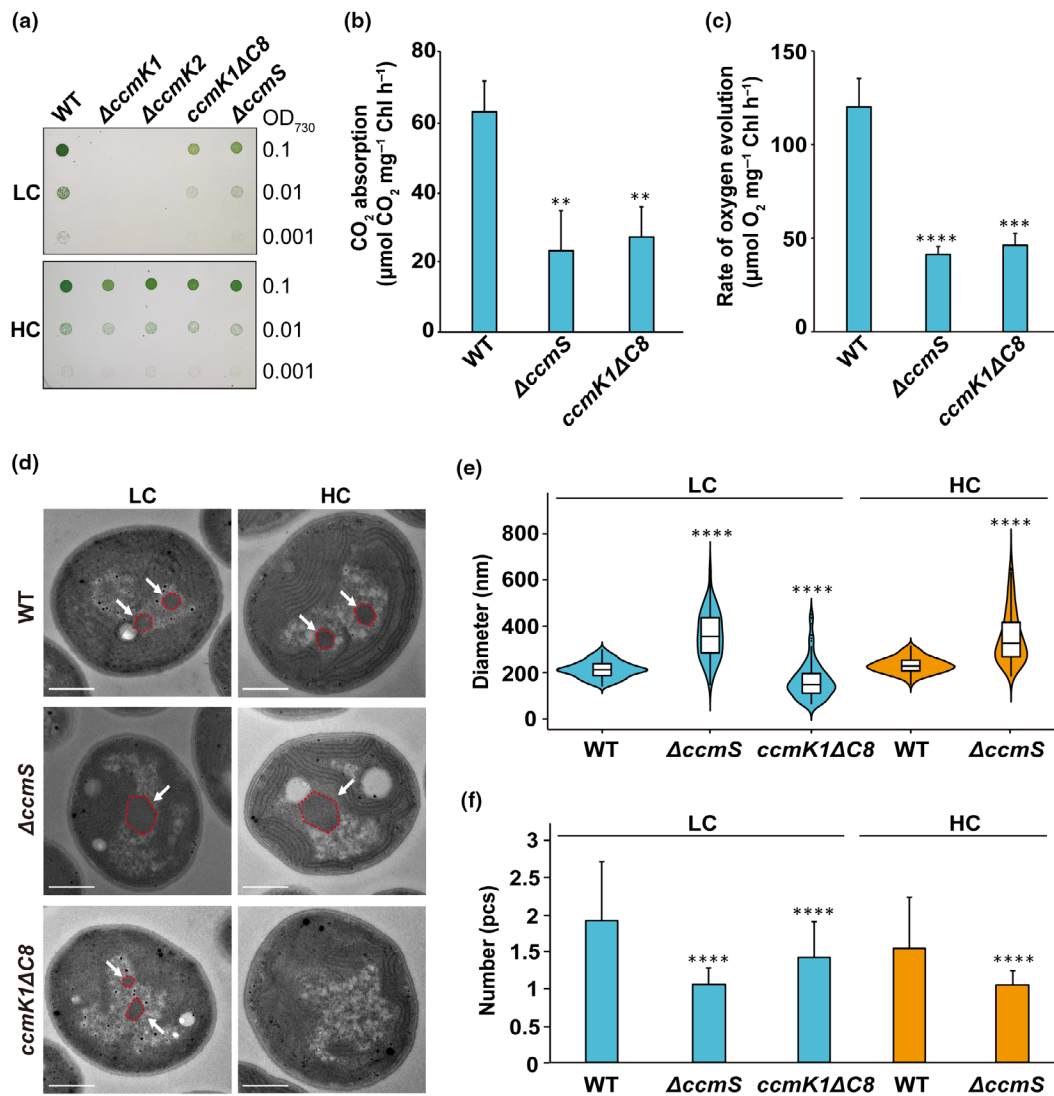 (a)
WT
ΔccmK1
ΔccmK2
ccmK1ΔC8
ΔccmS
OD730
LC
0.1
0.01
0.001
HC
0.1
0.01
0.001
(b)
CO2 absorption
(μmol CO2 mg−1 Chl h−1)
80
60
40
20
0
**
**
WT
ΔccmS
ccmK1ΔC8
(c)
Rate of oxygen evolution
(μmol O2 mg−1 Chl h−1)
150
100
50
0
****
***
WT
ΔccmS
ccmK1ΔC8
(d)
LC
HC
WT
ΔccmS
ccmK1ΔC8
(e)
LC
HC
Diameter (nm)
800
600
400
200
0
****
****
****
WT
ΔccmS
ccmK1ΔC8
WT
ΔccmS
(f)
LC
HC
Number (pcs)
3
2.5
2
1.5
1
0.5
0
****
****
****
WT
ΔccmS
ccmK1ΔC8
WT
ΔccmS